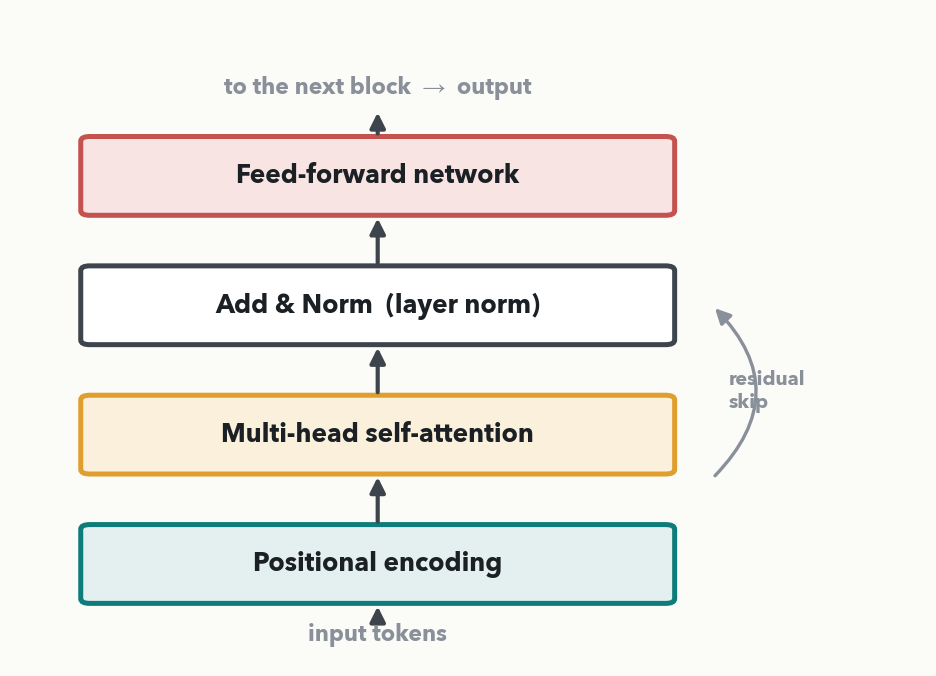 to the next block → output
Feed-forward network
Add & Norm (layer norm)
residual
skip
Multi-head self-attention
Positional encoding
input tokens